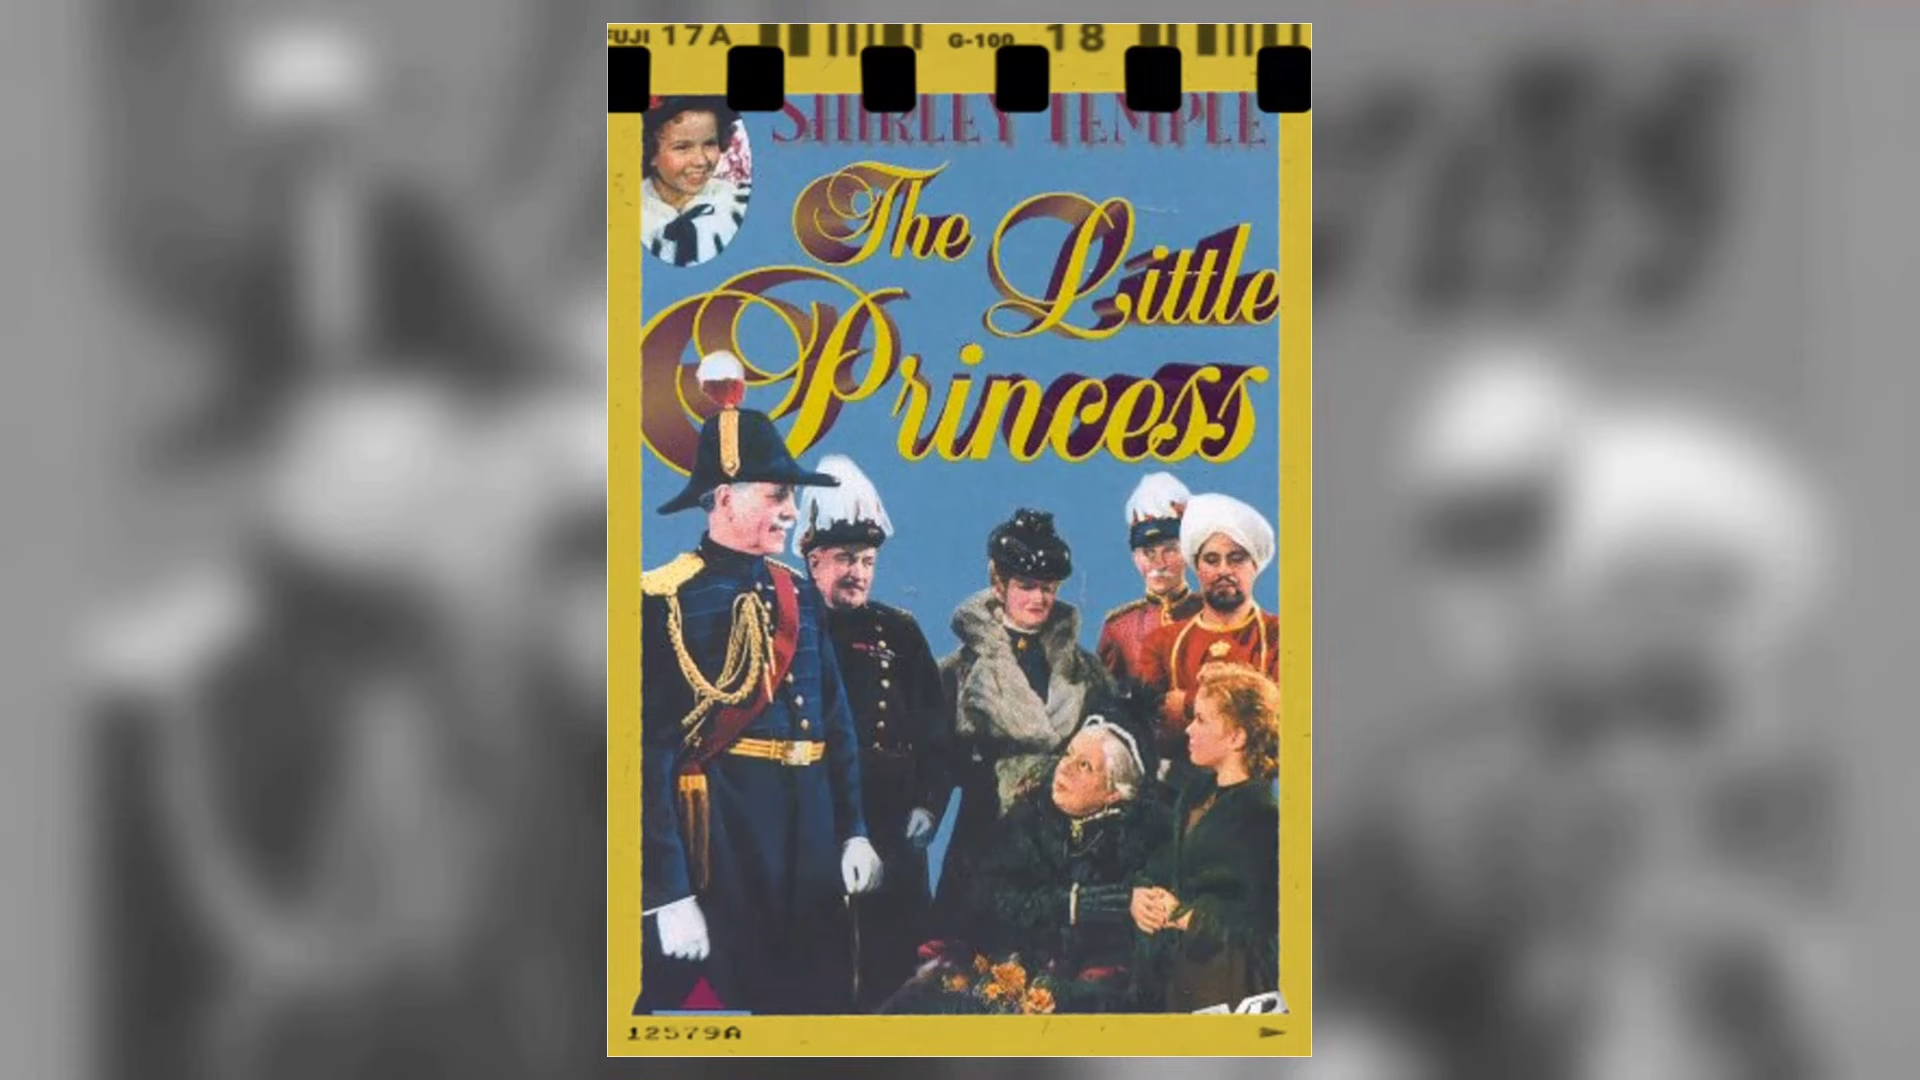 FUJI 17A G-100 18
SHIRLEY TEMPLE
The Little
Princess
12579A